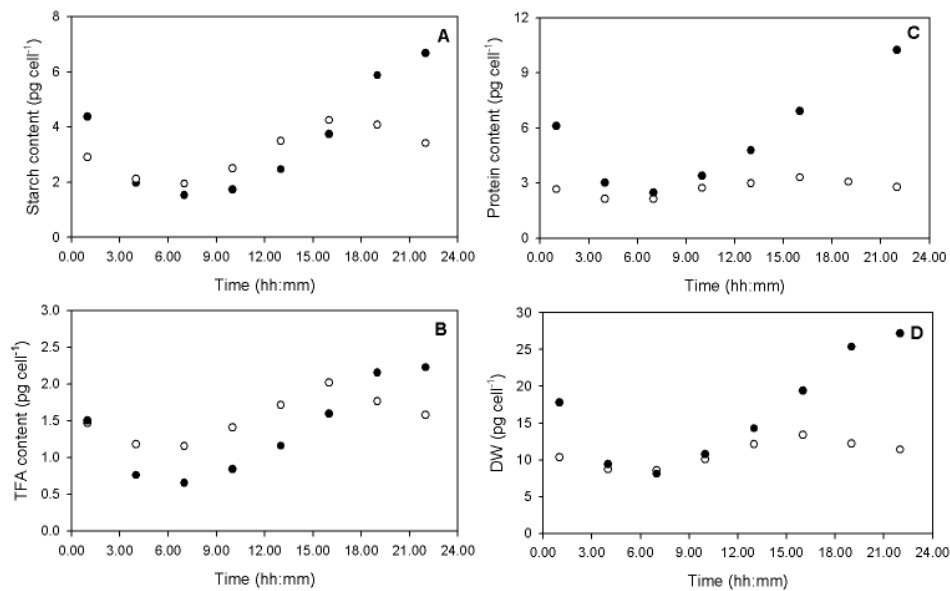 A
Starch content (pg cell⁻¹)
8
6
4
2
0
0.00 3.00 6.00 9.00 12.00 15.00 18.00 21.00 24.00
Time (hh:mm)
C
Protein content (pg cell⁻¹)
12
9
6
3
0
0.00 3.00 6.00 9.00 12.00 15.00 18.00 21.00 24.00
Time (hh:mm)
B
TFA content (pg cell⁻¹)
3.0
2.5
2.0
1.5
1.0
0.5
0.0
0.00 3.00 6.00 9.00 12.00 15.00 18.00 21.00 24.00
Time (hh:mm)
D
DW (pg cell⁻¹)
30
25
20
15
10
5
0
0.00 3.00 6.00 9.00 12.00 15.00 18.00 21.00 24.00
Time (hh:mm)